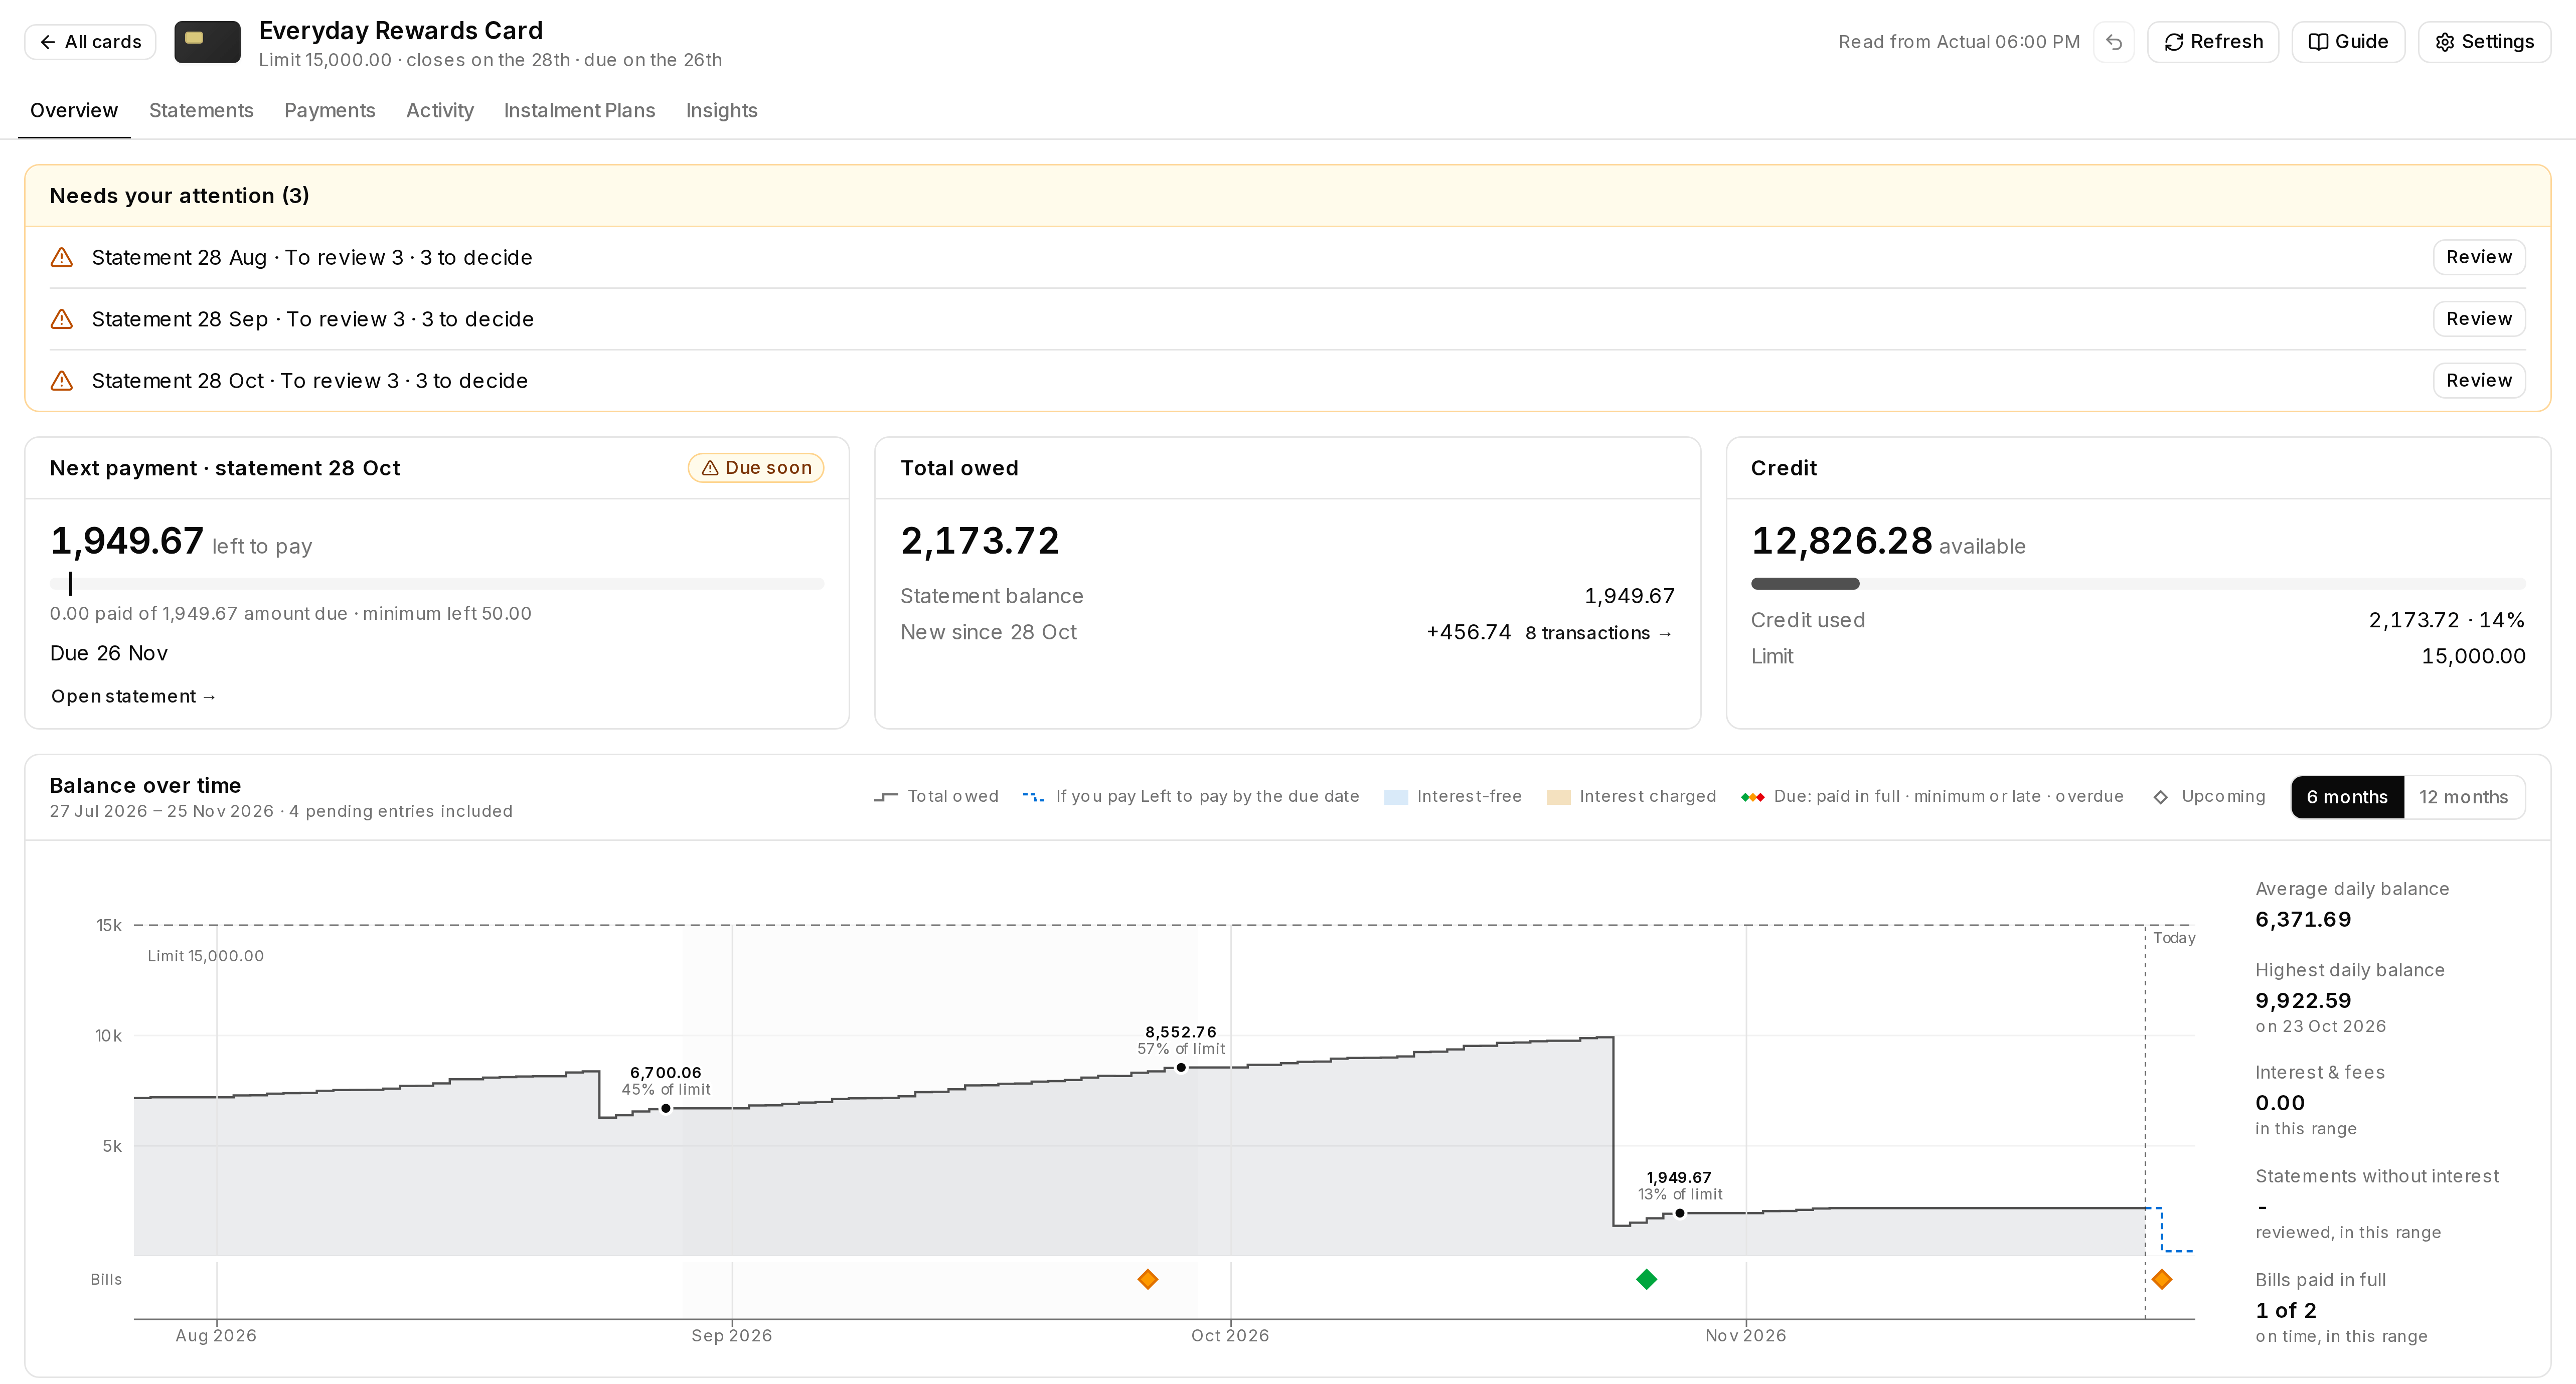 All cards
Everyday Rewards Card
Limit 15,000.00 · closes on the 28th · due on the 26th
Read from Actual 06:00 PM
Refresh
Guide
Settings
Overview
Statements
Payments
Activity
Instalment Plans
Insights
Needs your attention (3)
Statement 28 Aug · To review 3 · 3 to decide
Review
Statement 28 Sep · To review 3 · 3 to decide
Review
Statement 28 Oct · To review 3 · 3 to decide
Review
Next payment · statement 28 Oct
Due soon
1,949.67 left to pay
0.00 paid of 1,949.67 amount due · minimum left 50.00
Due 26 Nov
Open statement →
Total owed
2,173.72
Statement balance 1,949.67
New since 28 Oct +456.74 8 transactions →
Credit
12,826.28 available
Credit used 2,173.72 · 14%
Limit 15,000.00
Balance over time
27 Jul 2026 – 25 Nov 2026 · 4 pending entries included
Total owed
If you pay Left to pay by the due date
Interest-free
Interest charged
Due: paid in full · minimum or late · overdue
Upcoming
6 months
12 months
15k
Limit 15,000.00
Today
10k
5k
6,700.06
45% of limit
8,552.76
57% of limit
1,949.67
13% of limit
Bills
Aug 2026
Sep 2026
Oct 2026
Nov 2026
Average daily balance
6,371.69
Highest daily balance
9,922.59
on 23 Oct 2026
Interest & fees
0.00
in this range
Statements without interest
-
reviewed, in this range
Bills paid in full
1 of 2
on time, in this range